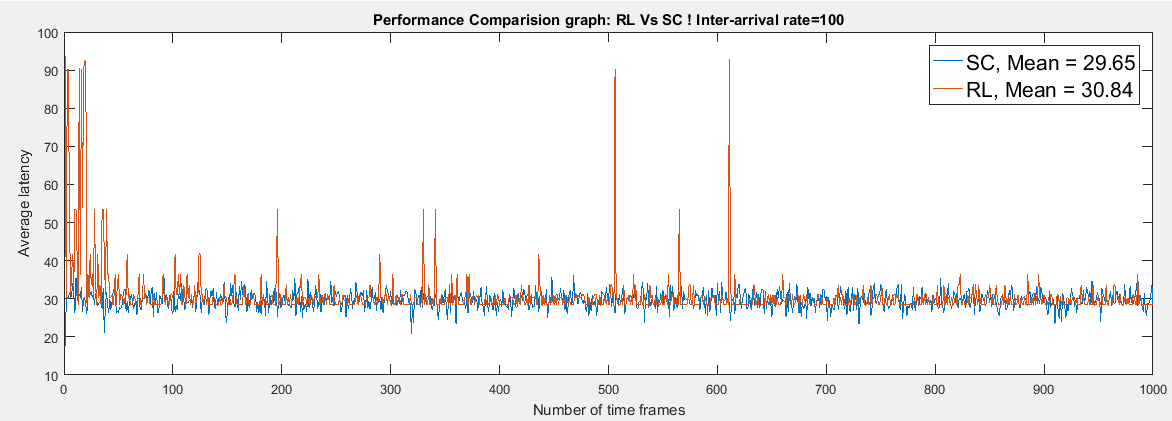 Performance Comparision graph: RL Vs SC ! Inter-arrival rate=100
SC, Mean = 29.65
RL, Mean = 30.84
Average latency
100
90
80
70
60
50
40
30
20
10
0 100 200 300 400 500 600 700 800 900 1000
Number of time frames